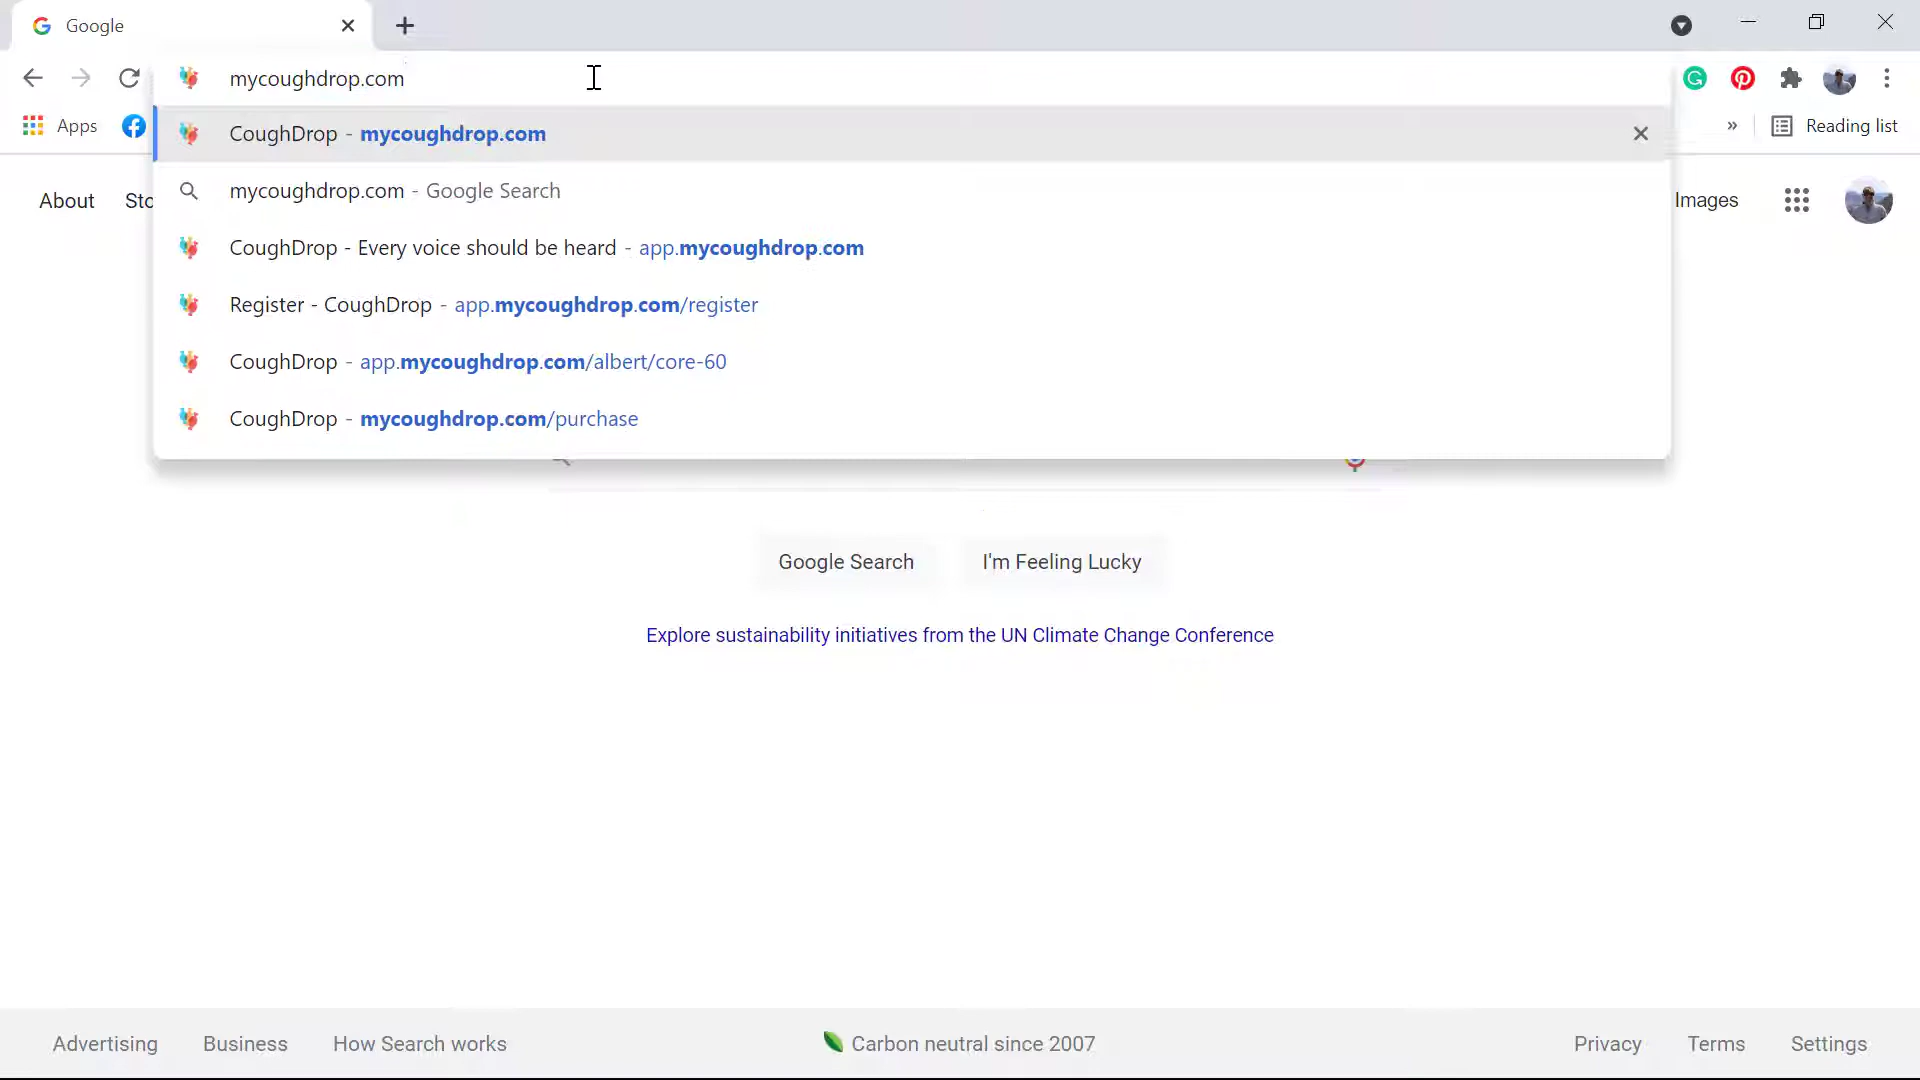 Google
mycoughdrop.com
Apps
Reading list
CoughDrop - mycoughdrop.com
mycoughdrop.com - Google Search
CoughDrop - Every voice should be heard - app.mycoughdrop.com
Register - CoughDrop - app.mycoughdrop.com/register
CoughDrop - app.mycoughdrop.com/albert/core-60
CoughDrop - mycoughdrop.com/purchase
About
Sto
Images
Google Search
I'm Feeling Lucky
Explore sustainability initiatives from the UN Climate Change Conference
Advertising
Business
How Search works
Carbon neutral since 2007
Privacy
Terms
Settings